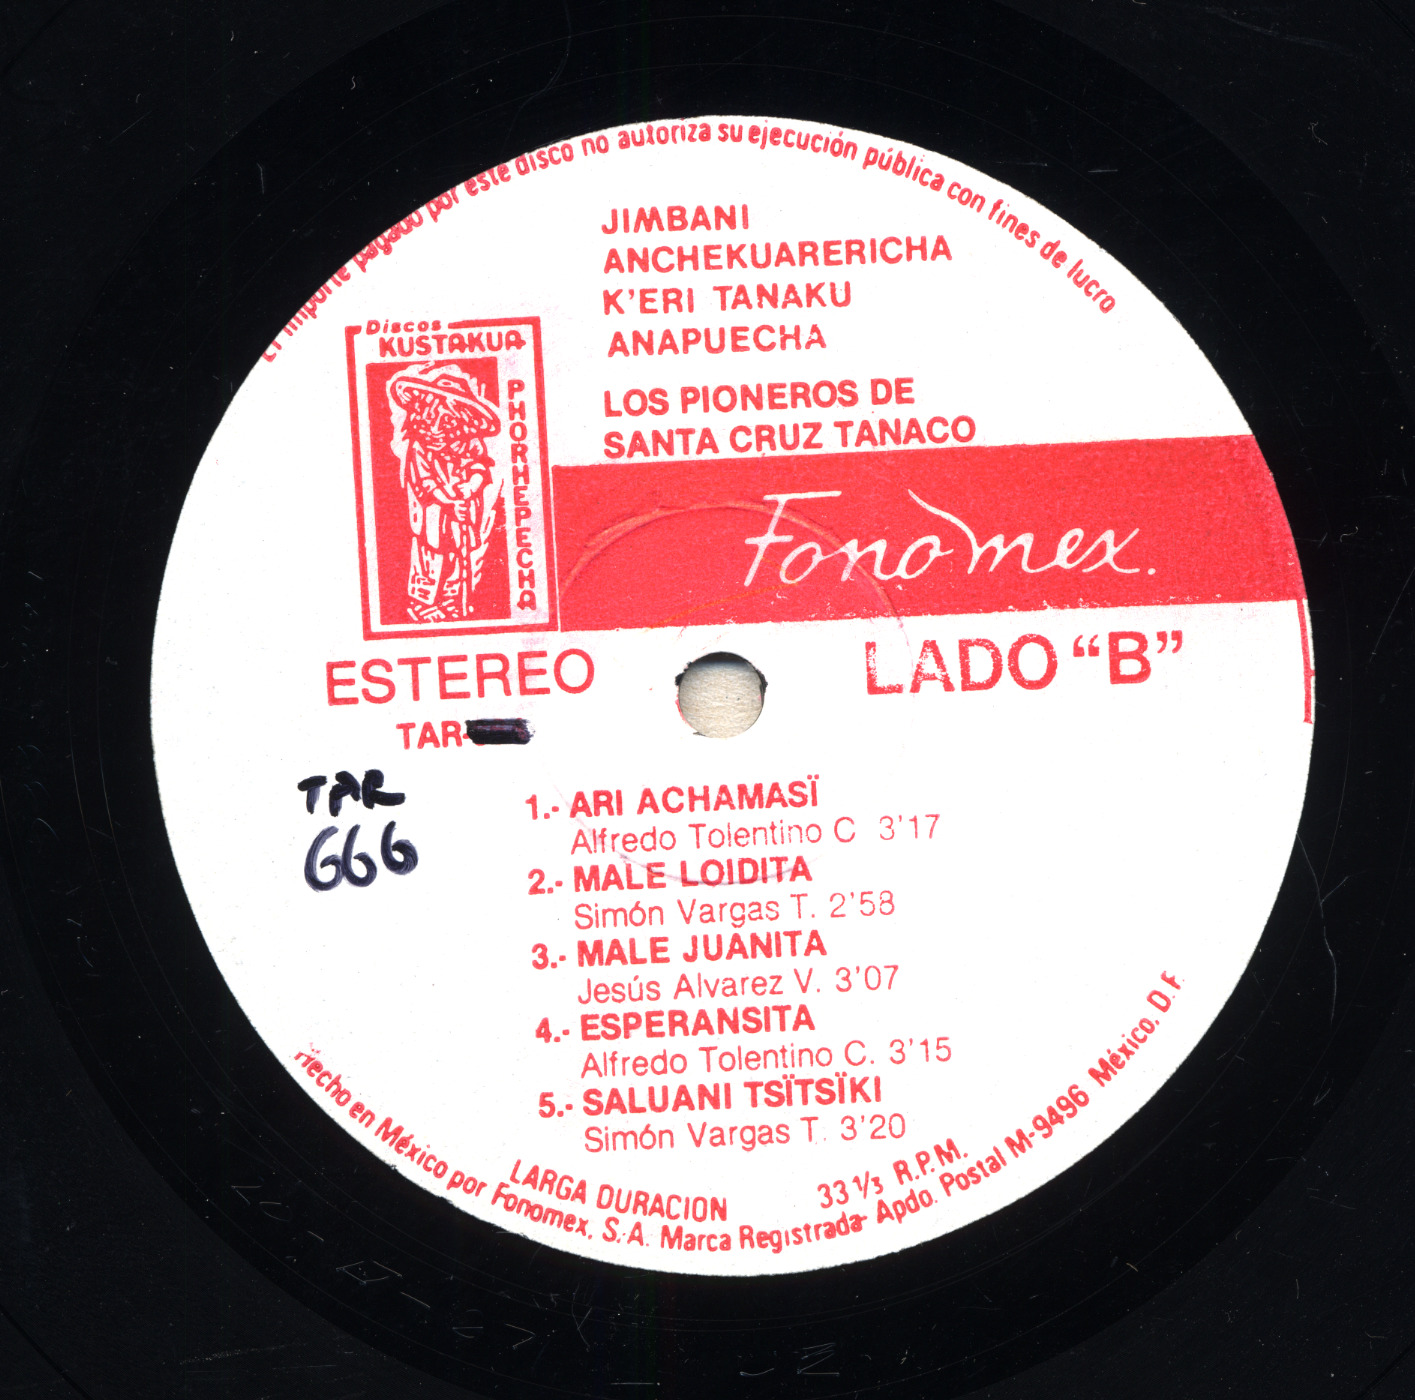 El importe pagado por este disco no autoriza su ejecución pública con fines de lucro
JIMBANI
ANCHEKUARERICHA
K'ERI TANAKU
ANAPUECHA
LOS PIONEROS DE
SANTA CRUZ TANACO
Discos
KUSTAKUA
PHORHEPECHA
Fonomex.
ESTEREO
LADO "B"
TAR-
TAR
666
1.- ARI ACHAMASÏ
Alfredo Tolentino C 3'17
2.- MALE LOIDITA
Simón Vargas T. 2'58
3.- MALE JUANITA
Jesús Alvarez V. 3'07
4.- ESPERANSITA
Alfredo Tolentino C. 3'15
5.- SALUANI TSÏTSÏKI
Simón Vargas T. 3'20
LARGA DURACION
33 1/3 R.P.M.
Hecho en México por Fonomex, S.A. Marca Registrada- Apdo. Postal M-9496 México, D.F.